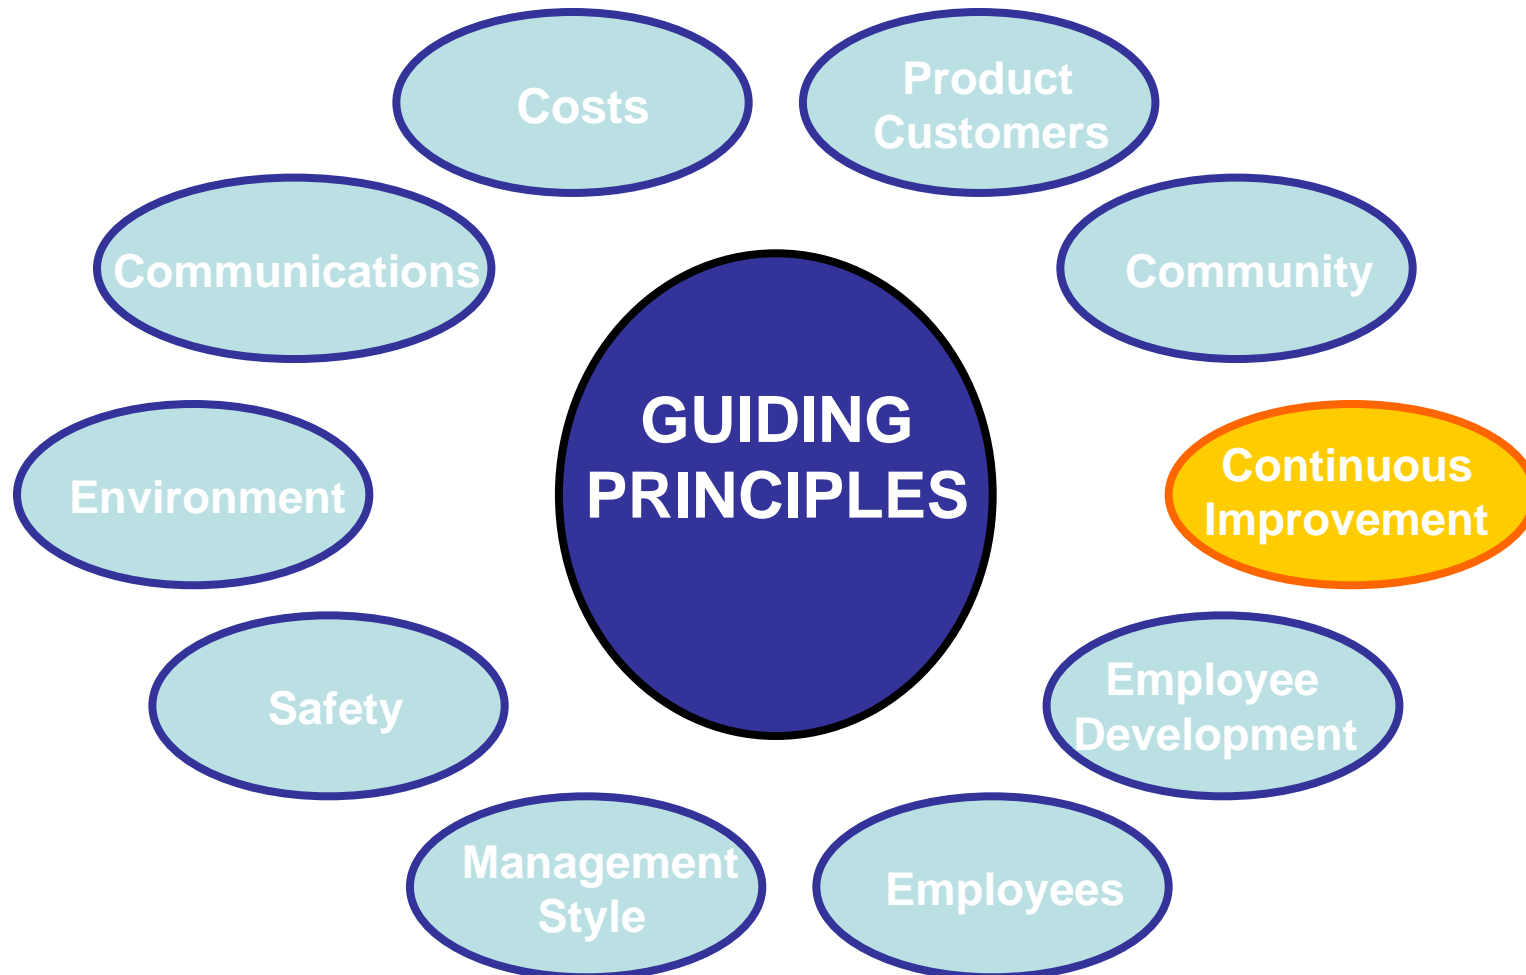 Costs
Product
Customers
Communications
Community
GUIDING
PRINCIPLES
Environment
Continuous
Improvement
Safety
Employee
Development
Management
Style
Employees